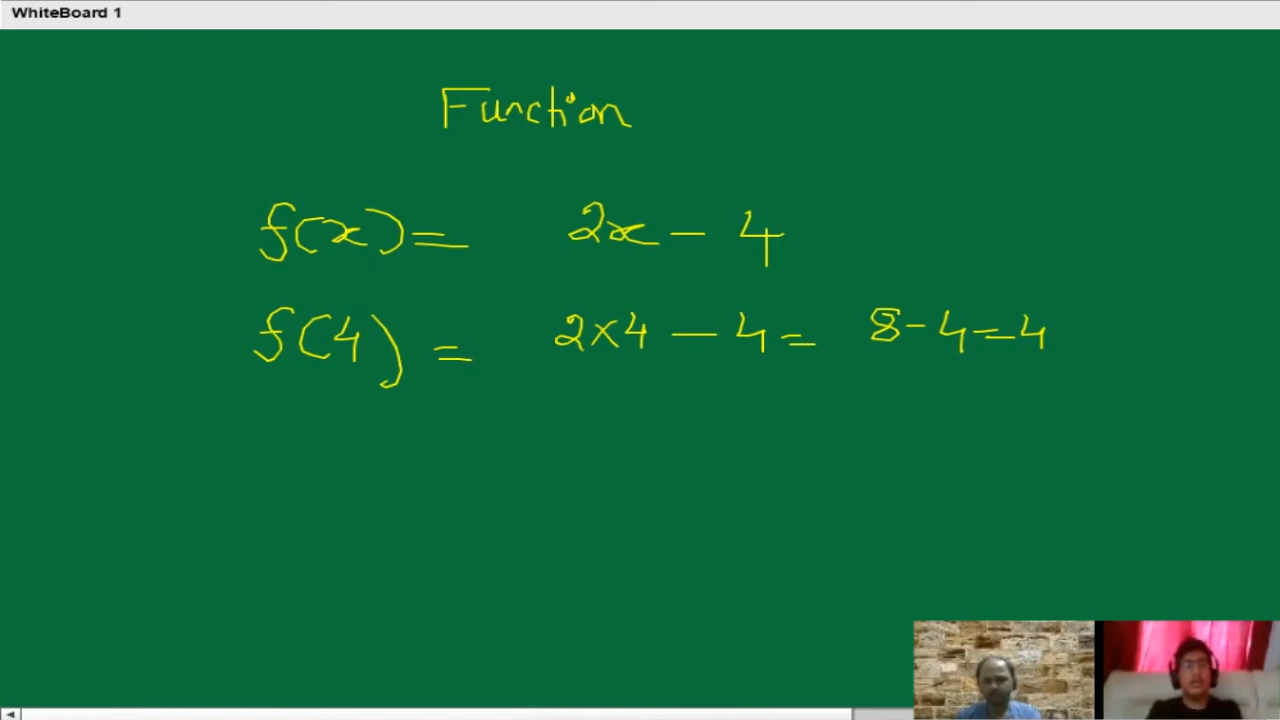 WhiteBoard 1
Function
f(x) = 2x - 4
f(4) = 2×4 - 4 = 8-4=4